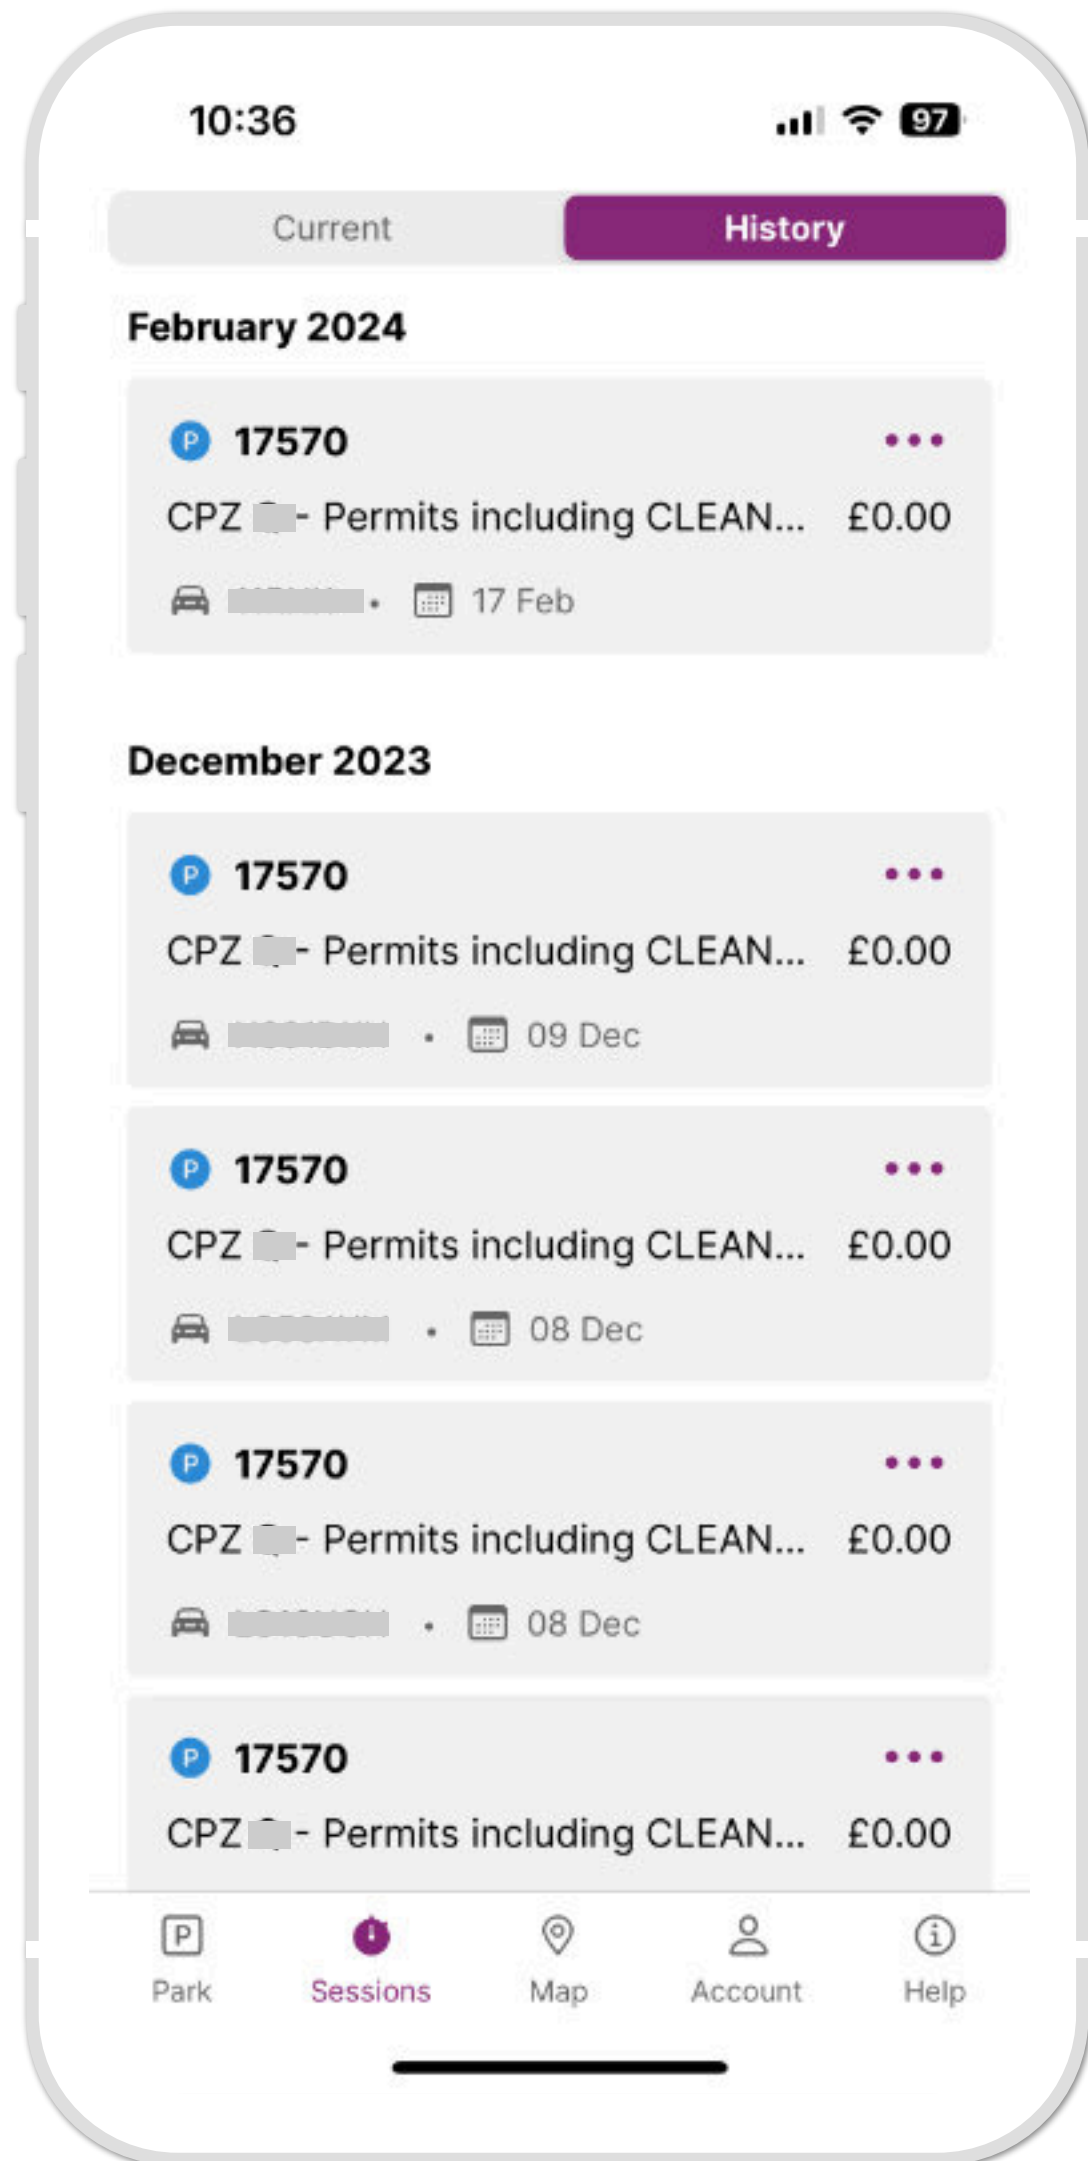 10:36
97
Current
History
February 2024
P 17570
CPZ - Permits including CLEAN... £0.00
• 17 Feb
December 2023
P 17570
CPZ - Permits including CLEAN... £0.00
• 09 Dec
P 17570
CPZ - Permits including CLEAN... £0.00
• 08 Dec
P 17570
CPZ - Permits including CLEAN... £0.00
• 08 Dec
P 17570
CPZ - Permits including CLEAN... £0.00
P
Park
Sessions
Map
Account
Help